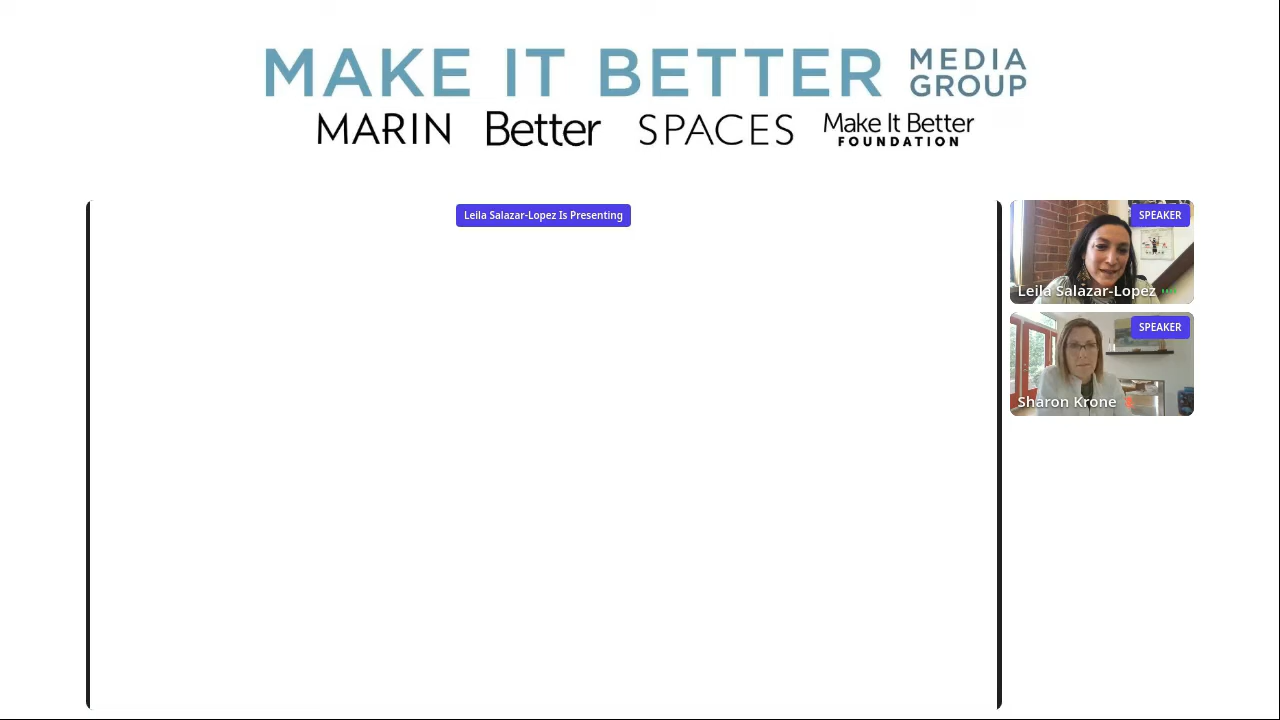 MAKE IT BETTER MEDIA GROUP
MARIN Better SPACES Make It Better FOUNDATION
Leila Salazar-Lopez Is Presenting
SPEAKER
Leila Salazar-Lopez
SPEAKER
Sharon Krone